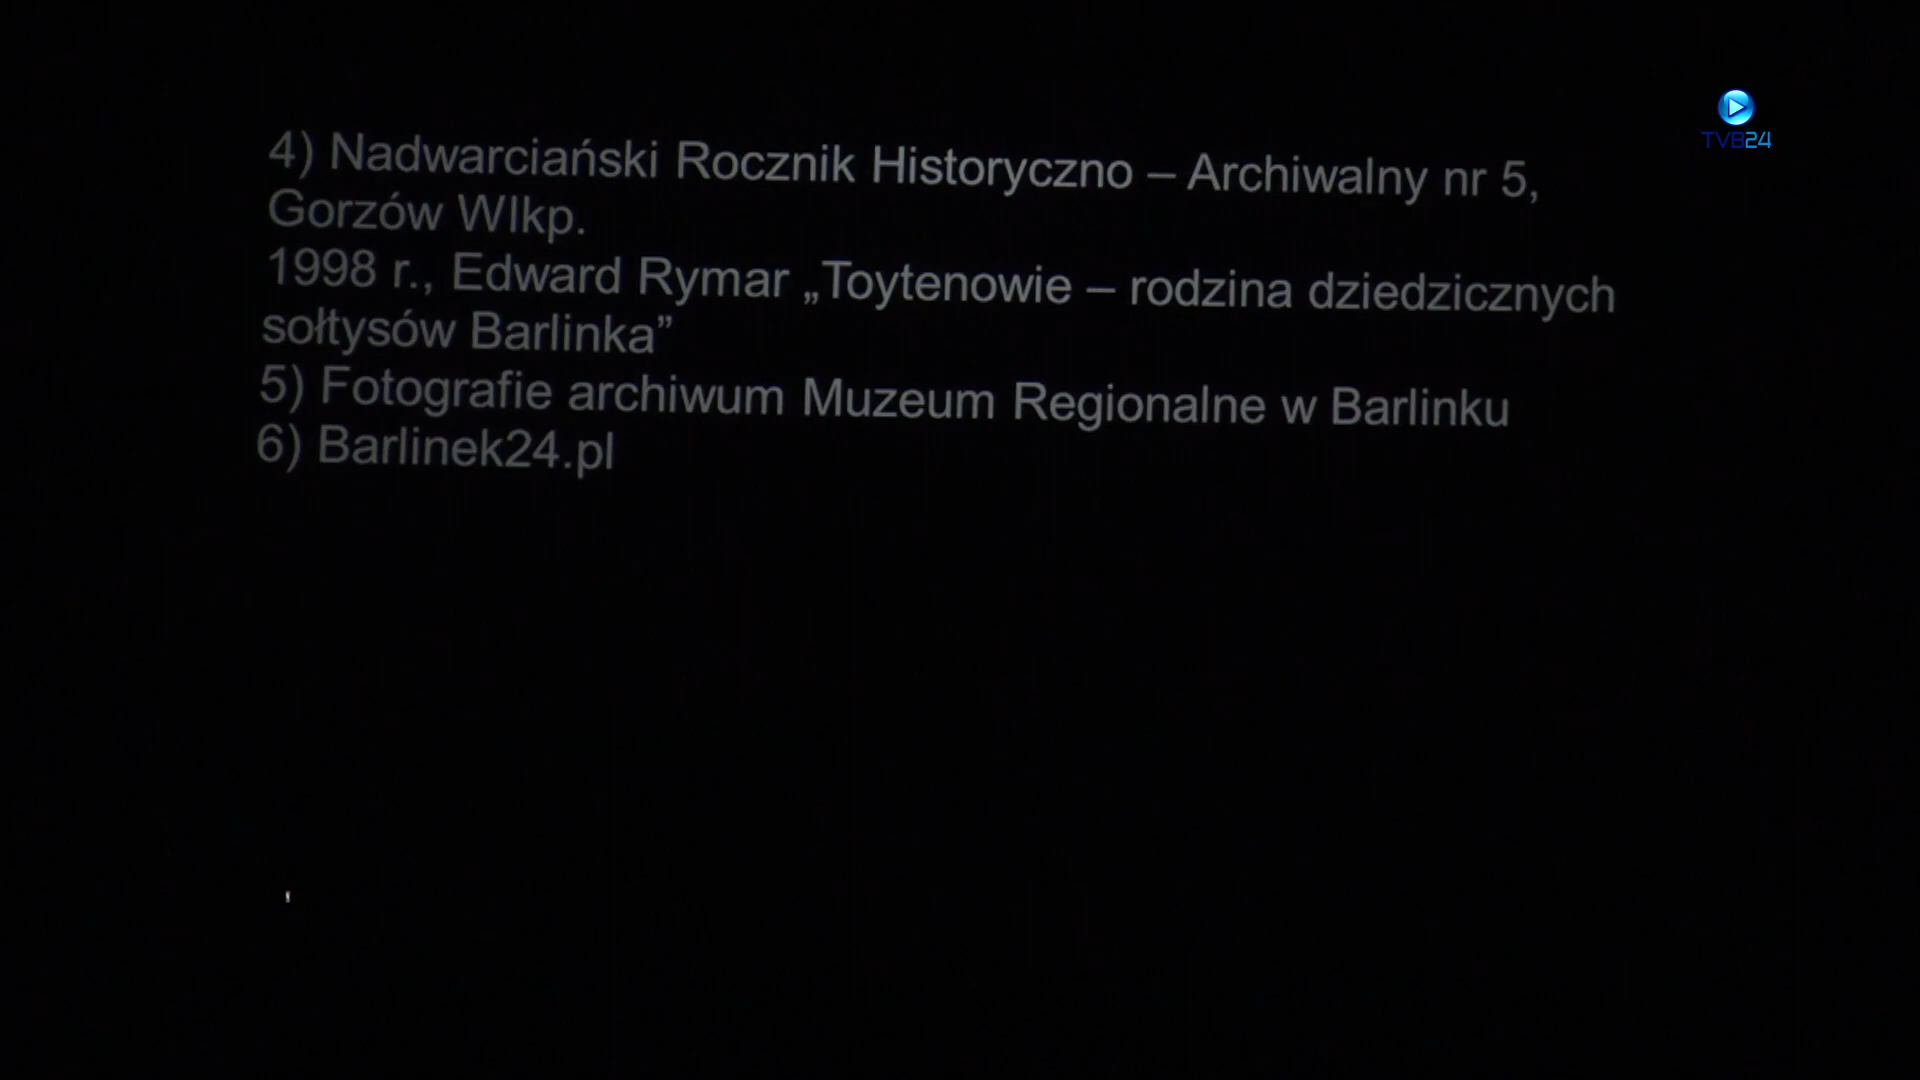 TVB24
4) Nadwarciański Rocznik Historyczno – Archiwalny nr 5,
Gorzów Wlkp.
1998 r., Edward Rymar „Toytenowie – rodzina dziedzicznych
sołtysów Barlinka”
5) Fotografie archiwum Muzeum Regionalne w Barlinku
6) Barlinek24.pl